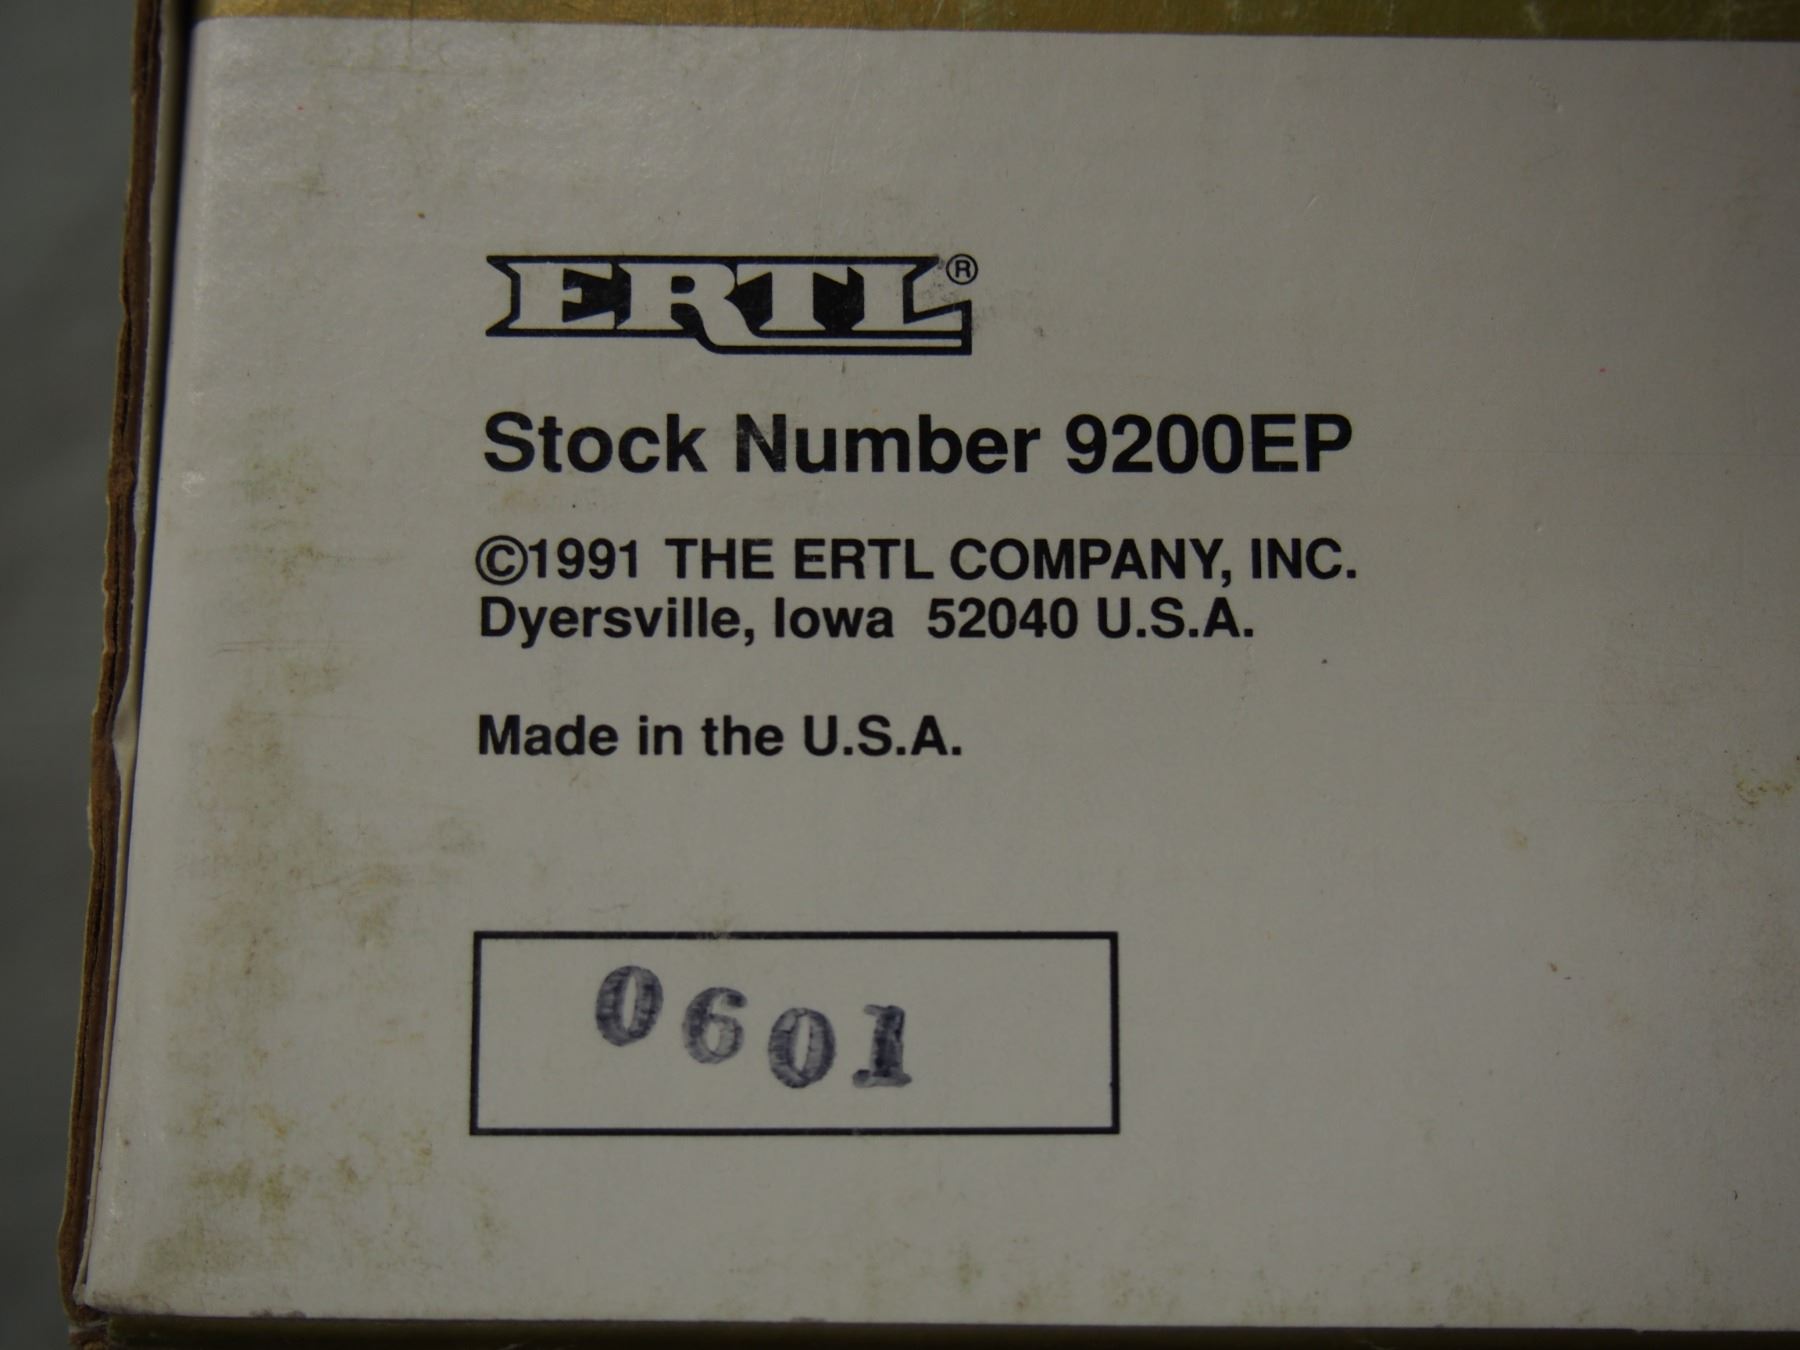 ERTL®
Stock Number 9200EP
©1991 THE ERTL COMPANY, INC.
Dyersville, Iowa 52040 U.S.A.
Made in the U.S.A.
0601